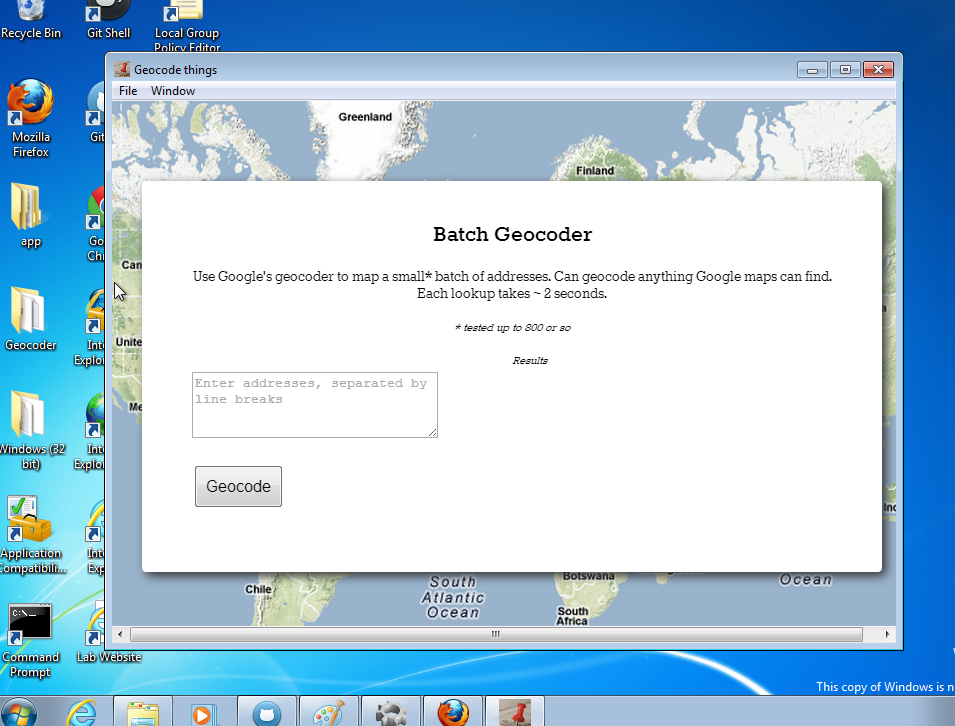 Recycle Bin
Git Shell
Local Group
Policy Editor
Mozilla
Firefox
Git
app
Go
Chr
Geocoder
Int
Explo
Windows (32
bit)
Int
Explo
Application
Compatibili...
Int
Exp
C:\_
Command
Prompt
Lab Website
Geocode things
File Window
Greenland
Finland
Can
Unite
Me
Batch Geocoder
Use Google's geocoder to map a small* batch of addresses. Can geocode anything Google maps can find.
Each lookup takes ~ 2 seconds.
* tested up to 800 or so
Results
Enter addresses, separated by
line breaks
Geocode
Ind
Chile
South
Atlantic
Ocean
Botswana
South
Africa
Ocean
This copy of Windows is n